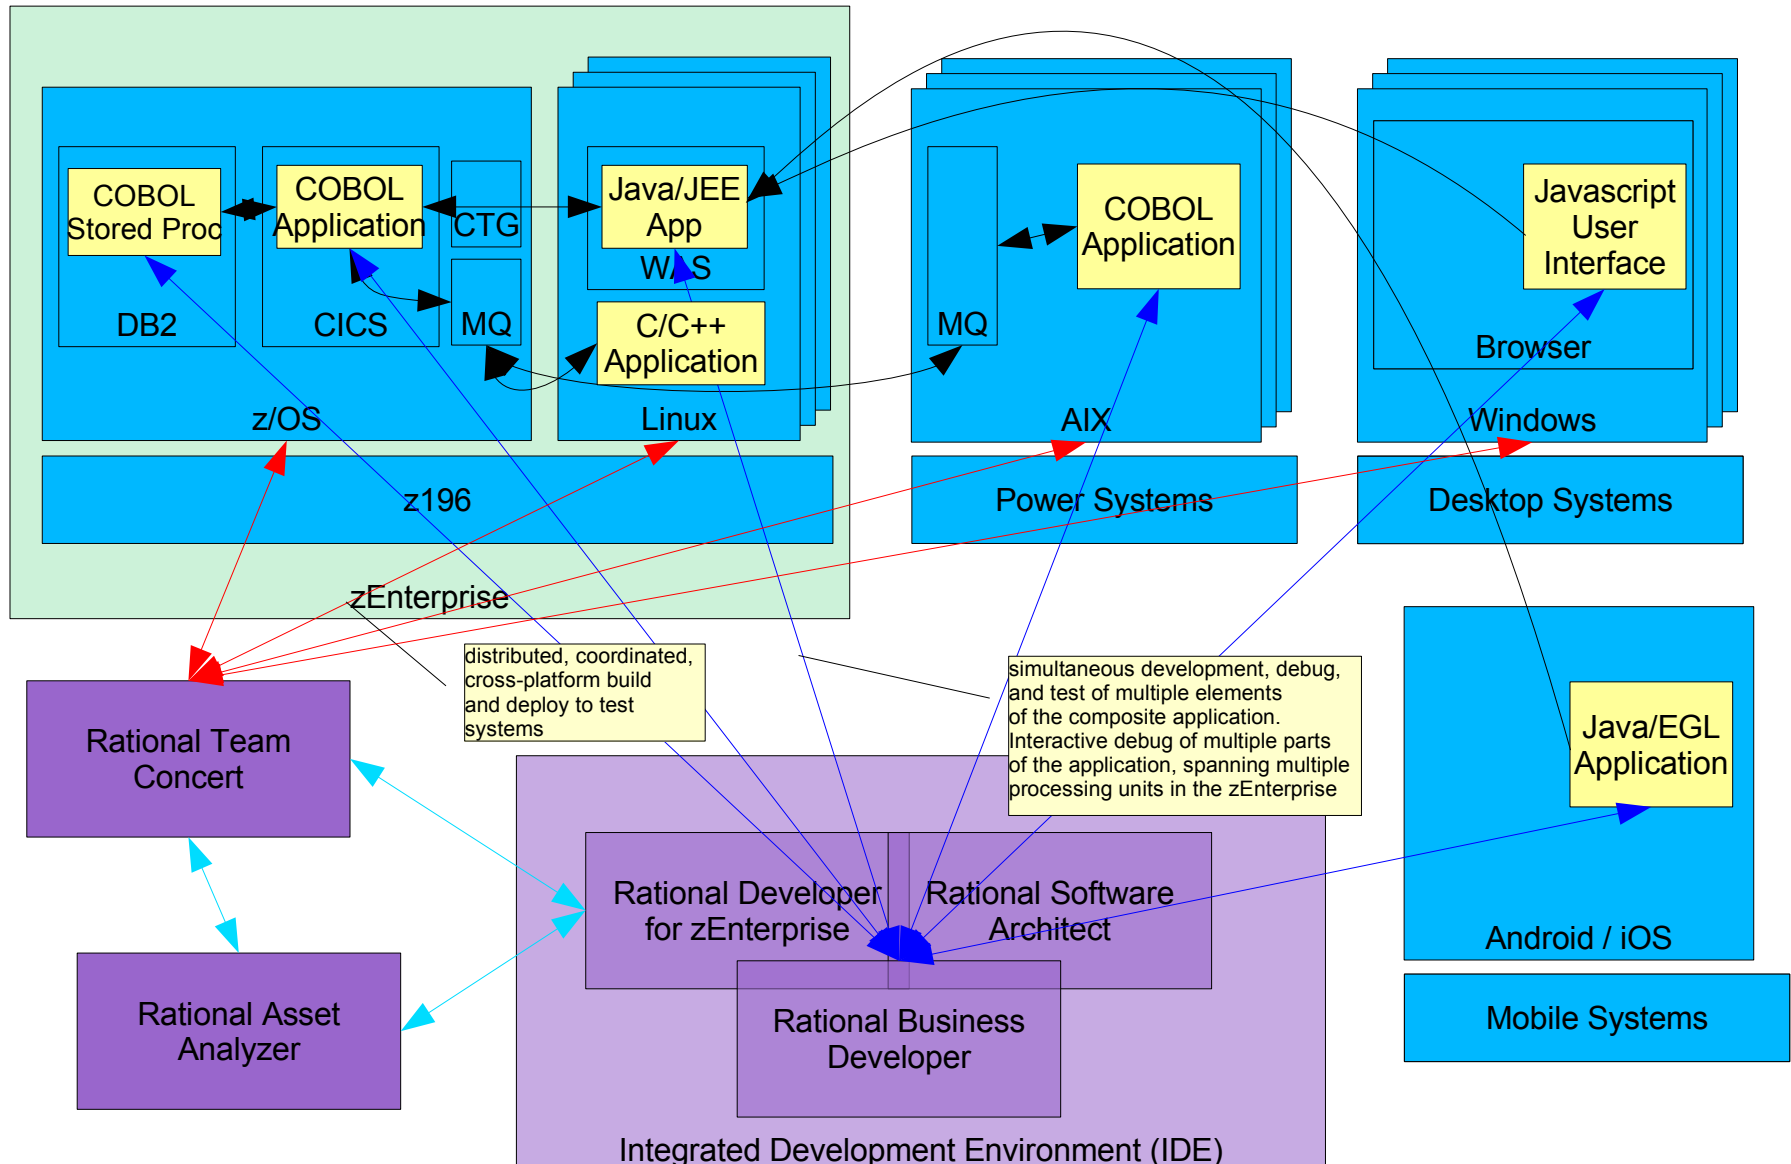 COBOL
Stored Proc
DB2
COBOL
Application
CICS
CTG
MQ
z/OS
Java/JEE
App
WAS
C/C++
Application
Linux
z196
zEnterprise
MQ
COBOL
Application
AIX
Power Systems
Javascript
User
Interface
Browser
Windows
Desktop Systems
distributed, coordinated,
cross-platform build
and deploy to test
systems
simultaneous development, debug,
and test of multiple elements
of the composite application.
Interactive debug of multiple parts
of the application, spanning multiple
processing units in the zEnterprise
Java/EGL
Application
Android / iOS
Mobile Systems
Rational Team
Concert
Rational Asset
Analyzer
Rational Developer
for zEnterprise
Rational Software
Architect
Rational Business
Developer
Integrated Development Environment (IDE)